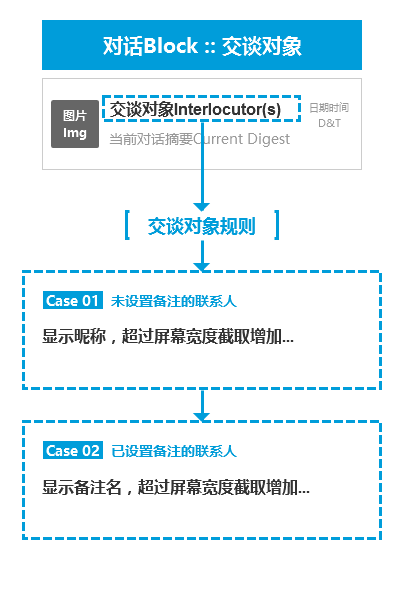 对话Block :: 交谈对象
图片
Img
交谈对象Interlocutor(s)
日期时间
D&T
当前对话摘要Current Digest
[ 交谈对象规则 ]
Case 01 未设置备注的联系人
显示昵称，超过屏幕宽度截取增加...
Case 02 已设置备注的联系人
显示备注名，超过屏幕宽度截取增加...